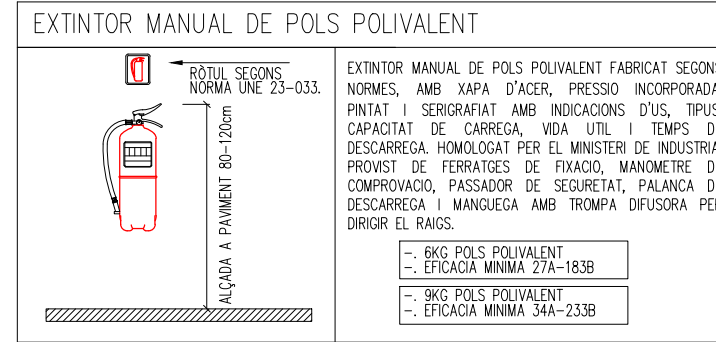 EXTINTOR MANUAL DE POLS POLIVALENT
RÒTUL SEGONS
NORMA UNE 23-033.
ALÇADA A PAVIMENT 80-120cm
EXTINTOR MANUAL DE POLS POLIVALENT FABRICAT SEGONS
NORMES, AMB XAPA D'ACER, PRESSIO INCORPORADA
PINTAT I SERIGRAFIAT AMB INDICACIONS D'US, TIPUS
CAPACITAT DE CARREGA, VIDA UTIL I TEMPS D
DESCARREGA. HOMOLOGAT PER EL MINISTERI DE INDUSTRIA
PROVIST DE FERRATGES DE FIXACIO, MANOMETRE D
COMPROVACIO, PASSADOR DE SEGURETAT, PALANCA D
DESCARREGA I MANGUEGA AMB TROMPA DIFUSORA PER
DIRIGIR EL RAIGS.
-. 6KG POLS POLIVALENT
-. EFICACIA MINIMA 27A-183B
-. 9KG POLS POLIVALENT
-. EFICACIA MINIMA 34A-233B